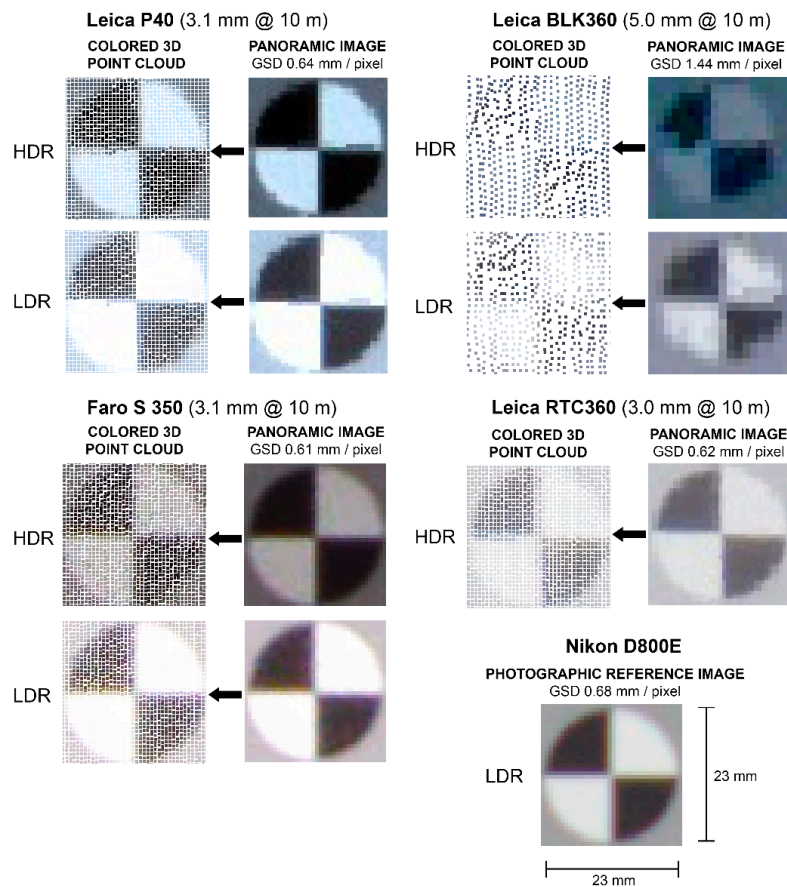 Leica P40 (3.1 mm @ 10 m)
COLORED 3D
POINT CLOUD
PANORAMIC IMAGE
GSD 0.64 mm / pixel
HDR
LDR
Leica BLK360 (5.0 mm @ 10 m)
COLORED 3D
POINT CLOUD
PANORAMIC IMAGE
GSD 1.44 mm / pixel
HDR
LDR
Faro S 350 (3.1 mm @ 10 m)
COLORED 3D
POINT CLOUD
PANORAMIC IMAGE
GSD 0.61 mm / pixel
HDR
LDR
Leica RTC360 (3.0 mm @ 10 m)
COLORED 3D
POINT CLOUD
PANORAMIC IMAGE
GSD 0.62 mm / pixel
HDR
Nikon D800E
PHOTOGRAPHIC REFERENCE IMAGE
GSD 0.68 mm / pixel
LDR
23 mm
23 mm